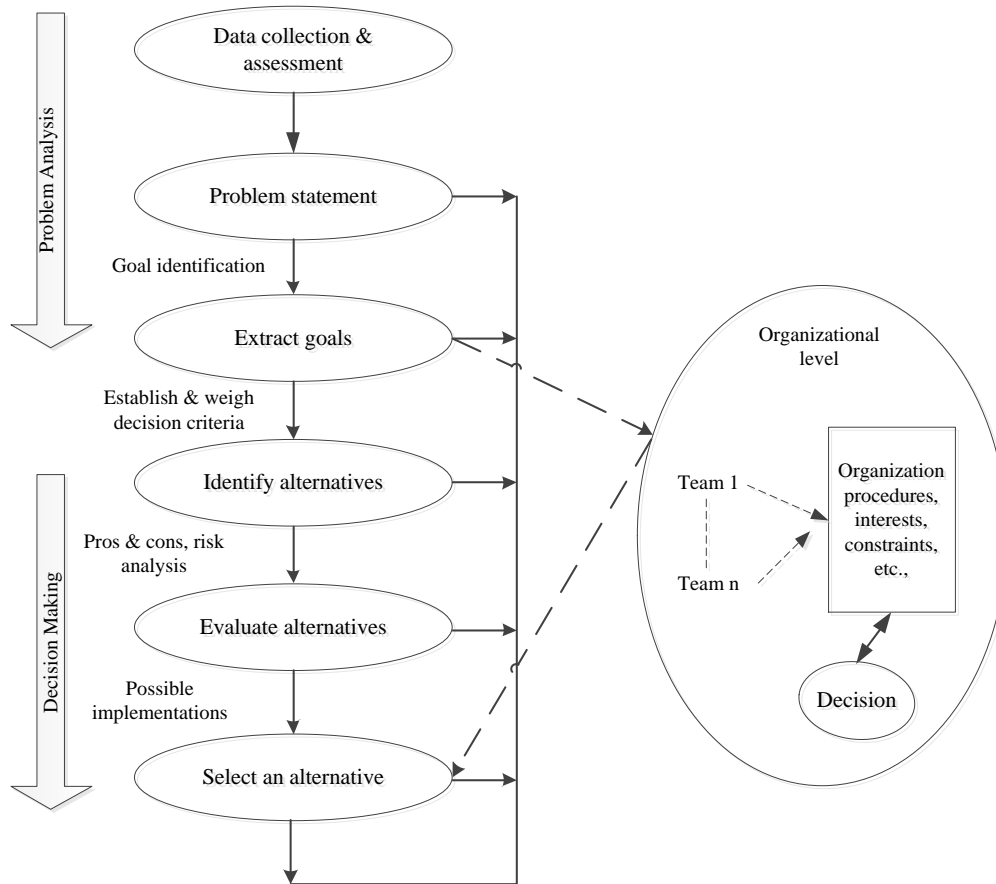 Data collection &
assessment
Problem Analysis
Problem statement
Goal identification
Extract goals
Establish & weigh
decision criteria
Identify alternatives
Pros & cons, risk
analysis
Decision Making
Evaluate alternatives
Possible
implementations
Select an alternative
Organizational
level
Team 1
Team n
Organization
procedures,
interests,
constraints,
etc.,
Decision